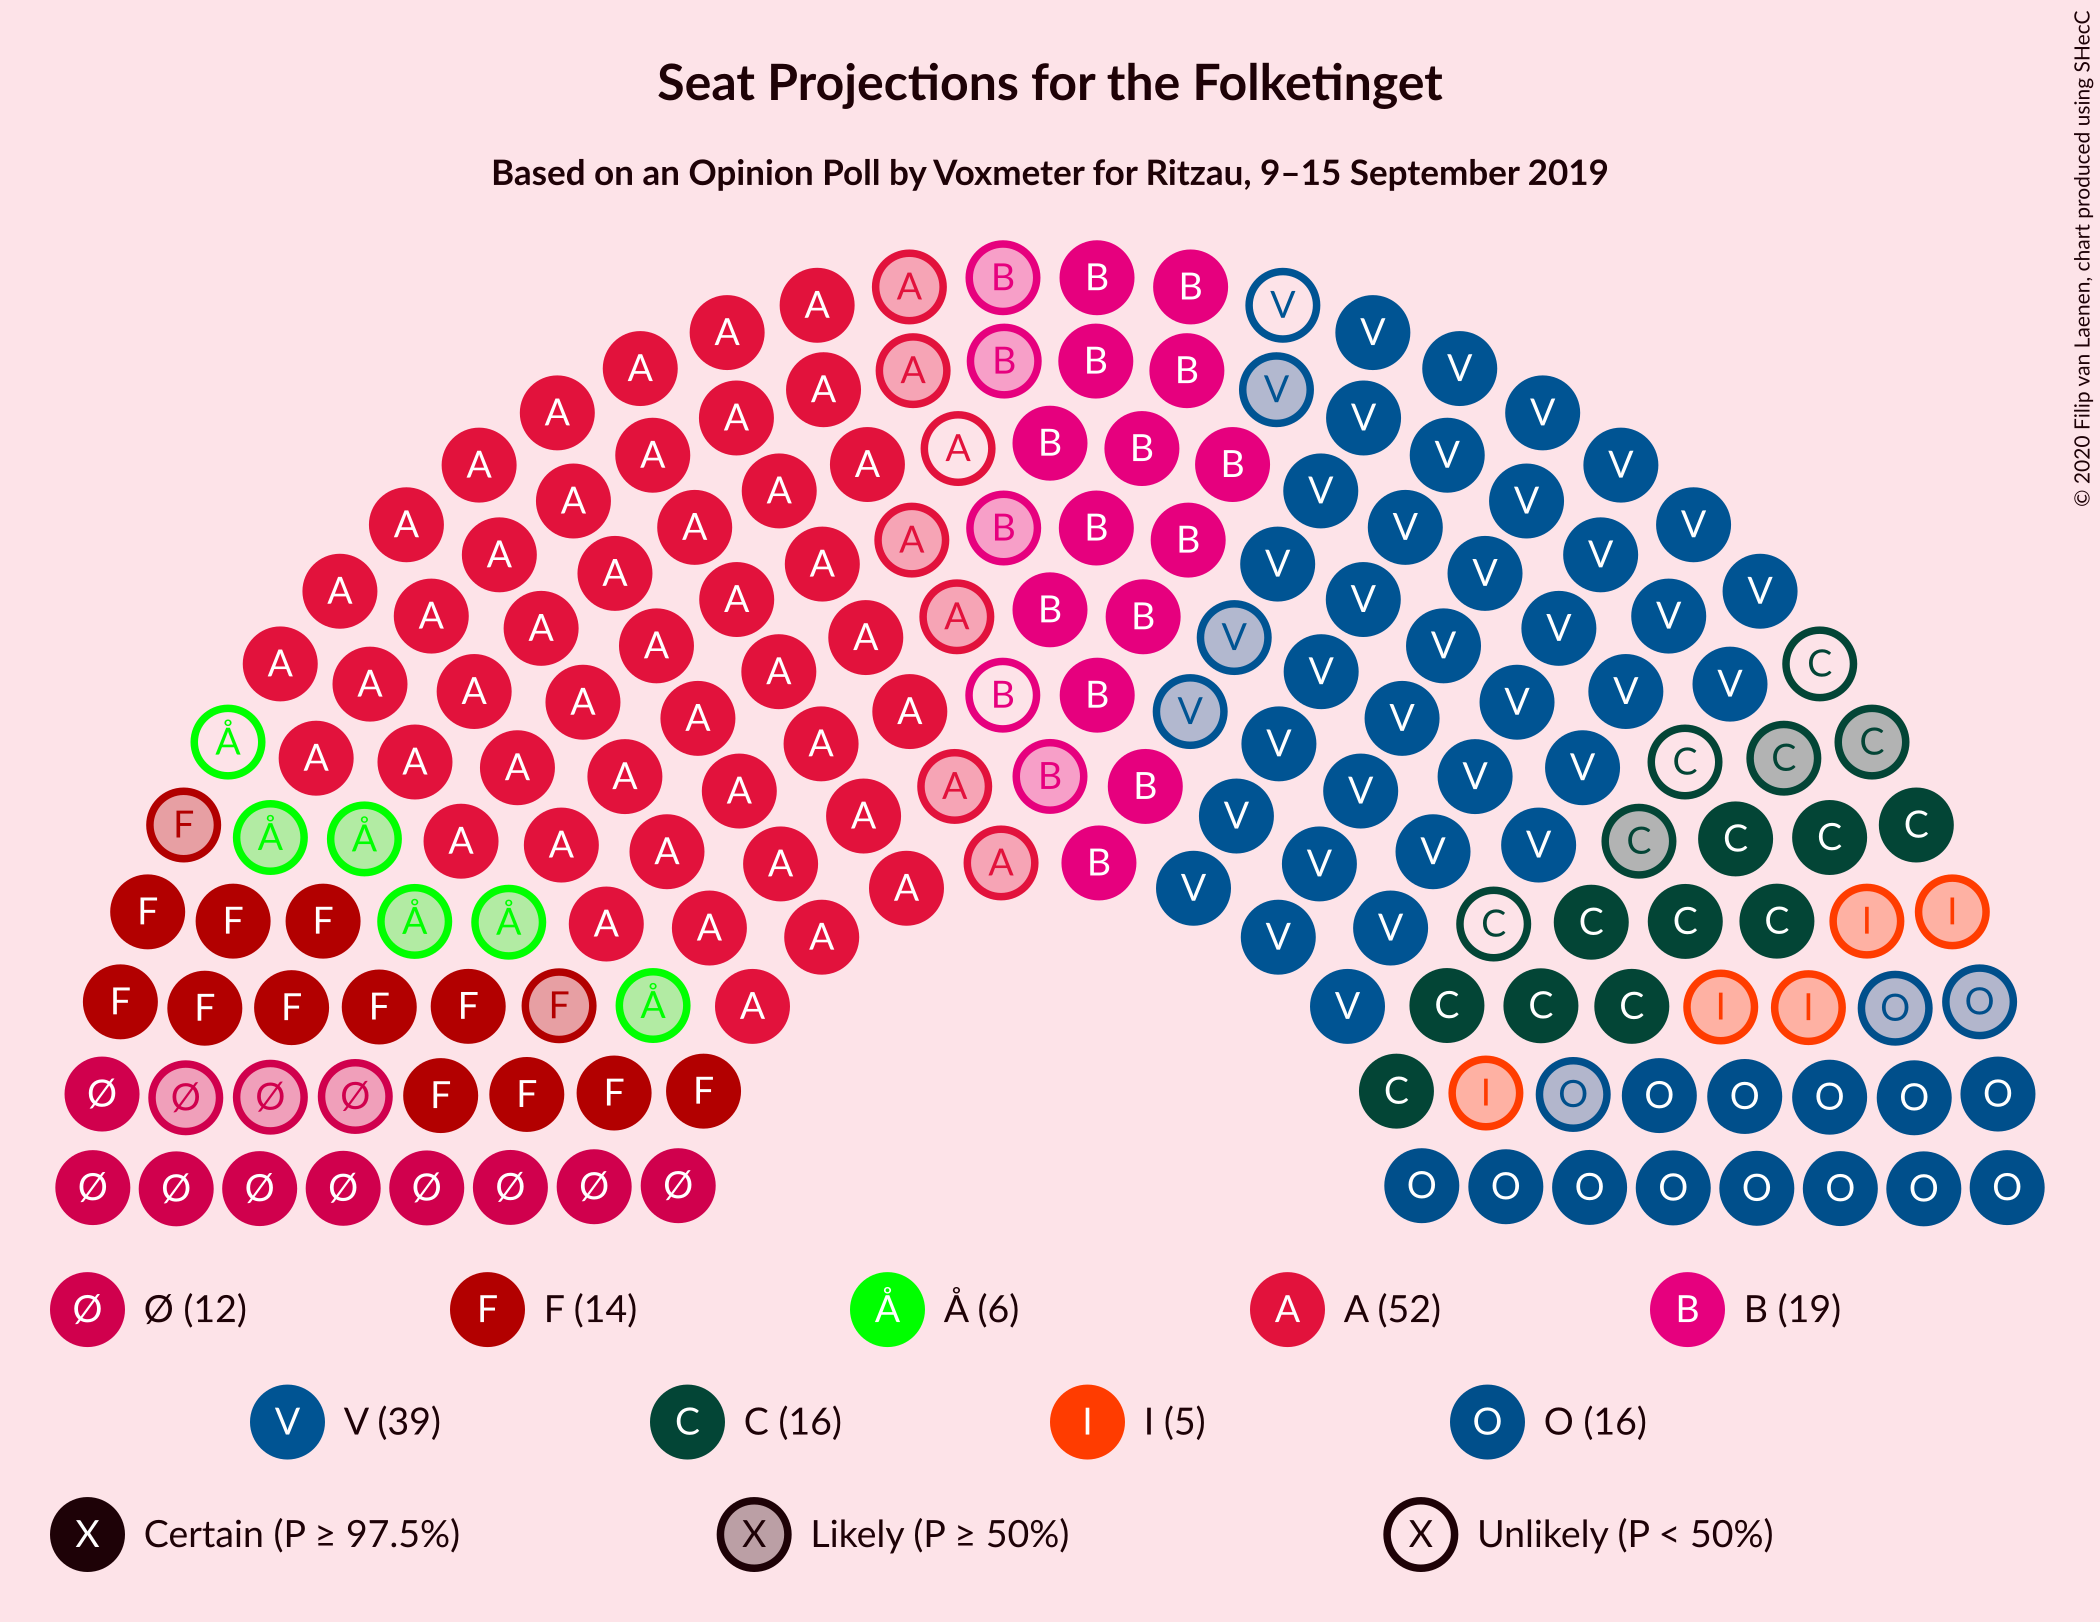 Seat Projections for the Folketinget
Based on an Opinion Poll by Voxmeter for Ritzau, 9–15 September 2019
© 2020 Filip van Laenen, chart produced using SHecC
A A B B B V
A A A A B B B V V V
A A A A A A B B B V V V V
A A A A A B B B V V V V
A A A A A A A B B V V V V V V
A A A A A V V V V C
A A A A A B B V V V V V
Å A A A A A A A B B V V V V C C C
F Å Å A A A A A A B V V V V C C C C
F F F Å Å A A A A V V V C C C C I I
F F F F F F Å A V C C C I I O O
Ø Ø Ø Ø F F F F C I O O O O O O
Ø Ø Ø Ø Ø Ø Ø Ø O O O O O O O O
Ø Ø (12) F F (14) Å Å (6) A A (52) B B (19)
V V (39) C C (16) I I (5) O O (16)
X Certain (P ≥ 97.5%) X Likely (P ≥ 50%) X Unlikely (P < 50%)